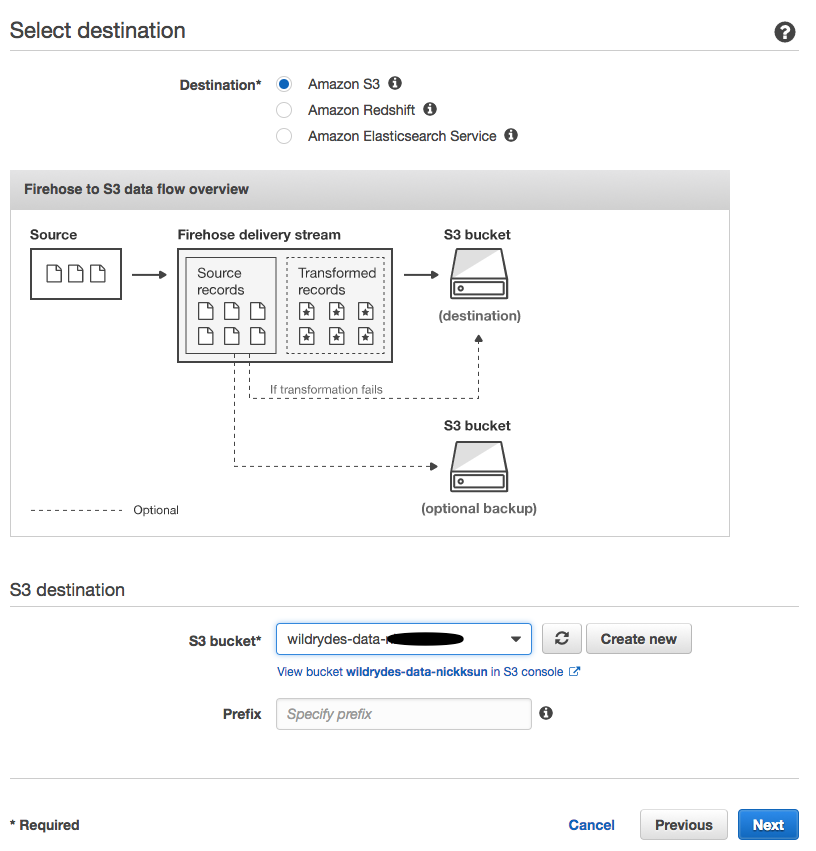 Select destination
Destination*
Amazon S3
Amazon Redshift
Amazon Elasticsearch Service
Firehose to S3 data flow overview
Source
Firehose delivery stream
S3 bucket
Source records
Transformed records
(destination)
If transformation fails
S3 bucket
(optional backup)
Optional
S3 destination
S3 bucket*
wildrydes-data-
Create new
View bucket wildrydes-data-nickksun in S3 console
Prefix
Specify prefix
* Required
Cancel
Previous
Next